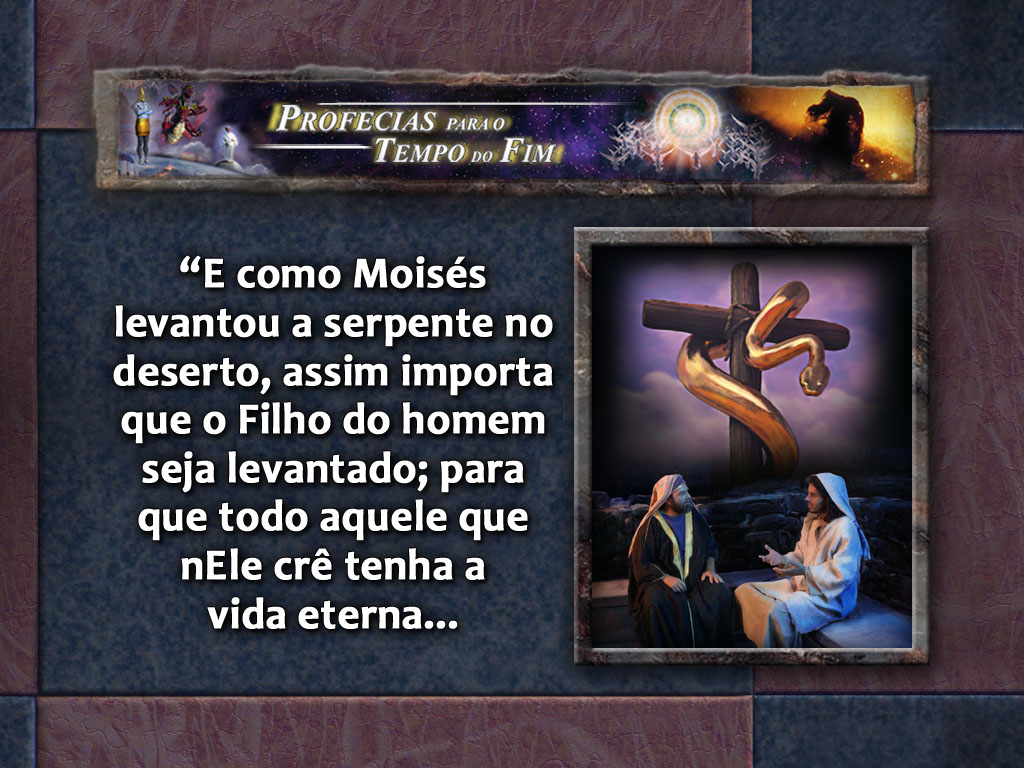 PROFECIAS PARA O
TEMPO DO FIM
“E como Moisés
levantou a serpente no
deserto, assim importa
que o Filho do homem
seja levantado; para
que todo aquele que
nEle crê tenha a
vida eterna...